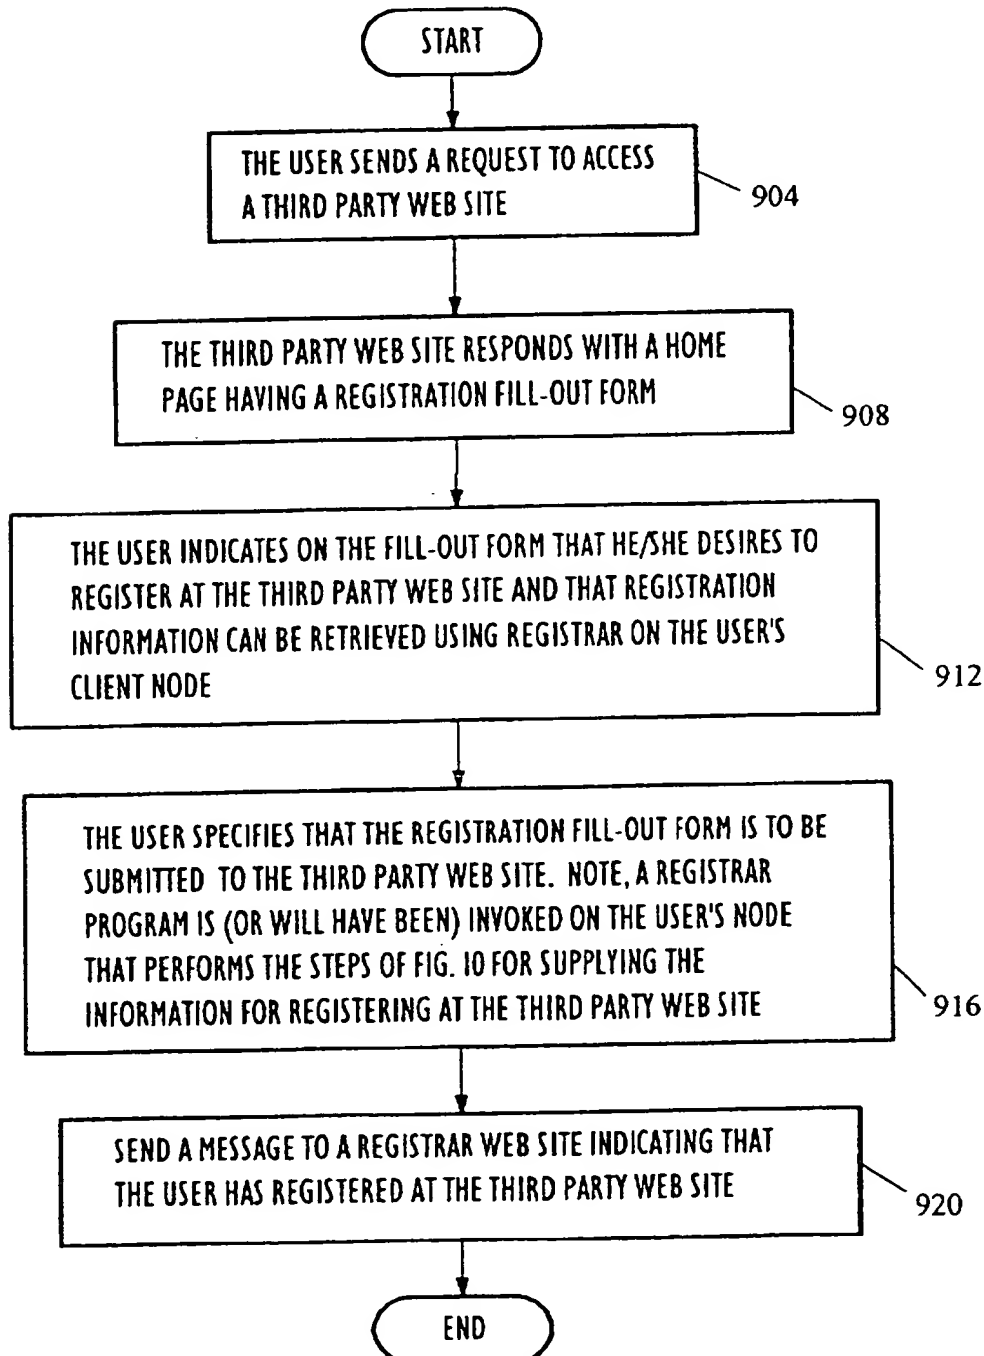 START
THE USER SENDS A REQUEST TO ACCESS
A THIRD PARTY WEB SITE
904
THE THIRD PARTY WEB SITE RESPONDS WITH A HOME
PAGE HAVING A REGISTRATION FILL-OUT FORM
908
THE USER INDICATES ON THE FILL-OUT FORM THAT HE/SHE DESIRES TO
REGISTER AT THE THIRD PARTY WEB SITE AND THAT REGISTRATION
INFORMATION CAN BE RETRIEVED USING REGISTRAR ON THE USER'S
CLIENT NODE
912
THE USER SPECIFIES THAT THE REGISTRATION FILL-OUT FORM IS TO BE
SUBMITTED TO THE THIRD PARTY WEB SITE. NOTE, A REGISTRAR
PROGRAM IS (OR WILL HAVE BEEN) INVOKED ON THE USER'S NODE
THAT PERFORMS THE STEPS OF FIG. 10 FOR SUPPLYING THE
INFORMATION FOR REGISTERING AT THE THIRD PARTY WEB SITE
916
SEND A MESSAGE TO A REGISTRAR WEB SITE INDICATING THAT
THE USER HAS REGISTERED AT THE THIRD PARTY WEB SITE
920
END